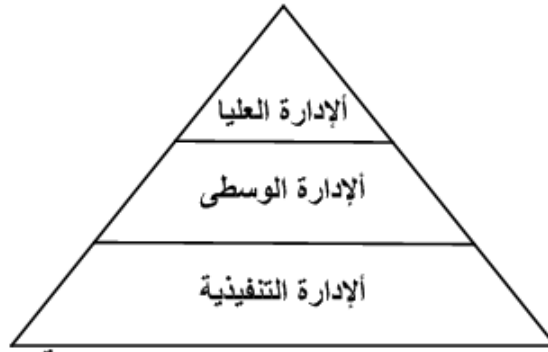 ألإدارة العليا
ألإدارة الوسطى
ألإدارة التنفيذية